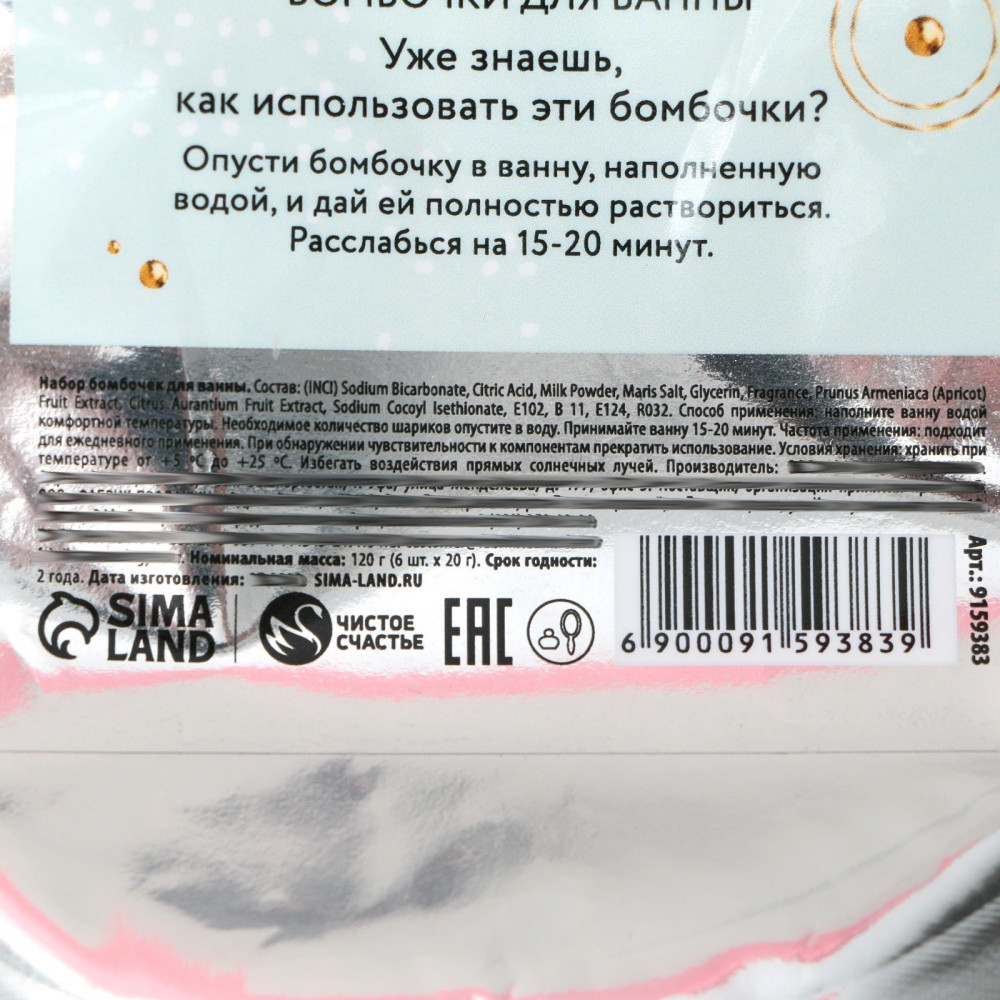 БОМБОЧКИ ДЛЯ ВАННЫ
Уже знаешь,
как использовать эти бомбочки?
Опусти бомбочку в ванну, наполненную
водой, и дай ей полностью раствориться.
Расслабься на 15-20 минут.
Набор бомбочек для ванны. Состав: (INCI) Sodium Bicarbonate, Citric Acid, Milk Powder, Maris Salt, Glycerin, Fragrance, Prunus Armeniaca (Apricot)
Fruit Extract, Citrus Aurantium Fruit Extract, Sodium Cocoyl Isethionate, E102, B 11, E124, R032. Способ применения: наполните ванну водой
комфортной температуры. Необходимое количество шариков опустите в воду. Принимайте ванну 15-20 минут. Частота применения: подходит
для ежедневного применения. При обнаружении чувствительности к компонентам прекратить использование. Условия хранения: хранить при
температуре от +5 °C до +25 °C. Избегать воздействия прямых солнечных лучей. Производитель:
Номинальная масса: 120 г (6 шт. х 20 г). Срок годности:
2 года. Дата изготовления: SIMA-LAND.RU
SIMA
LAND
ЧИСТОЕ
СЧАСТЬЕ
EAC
6 900091 593839
Арт.: 9159383